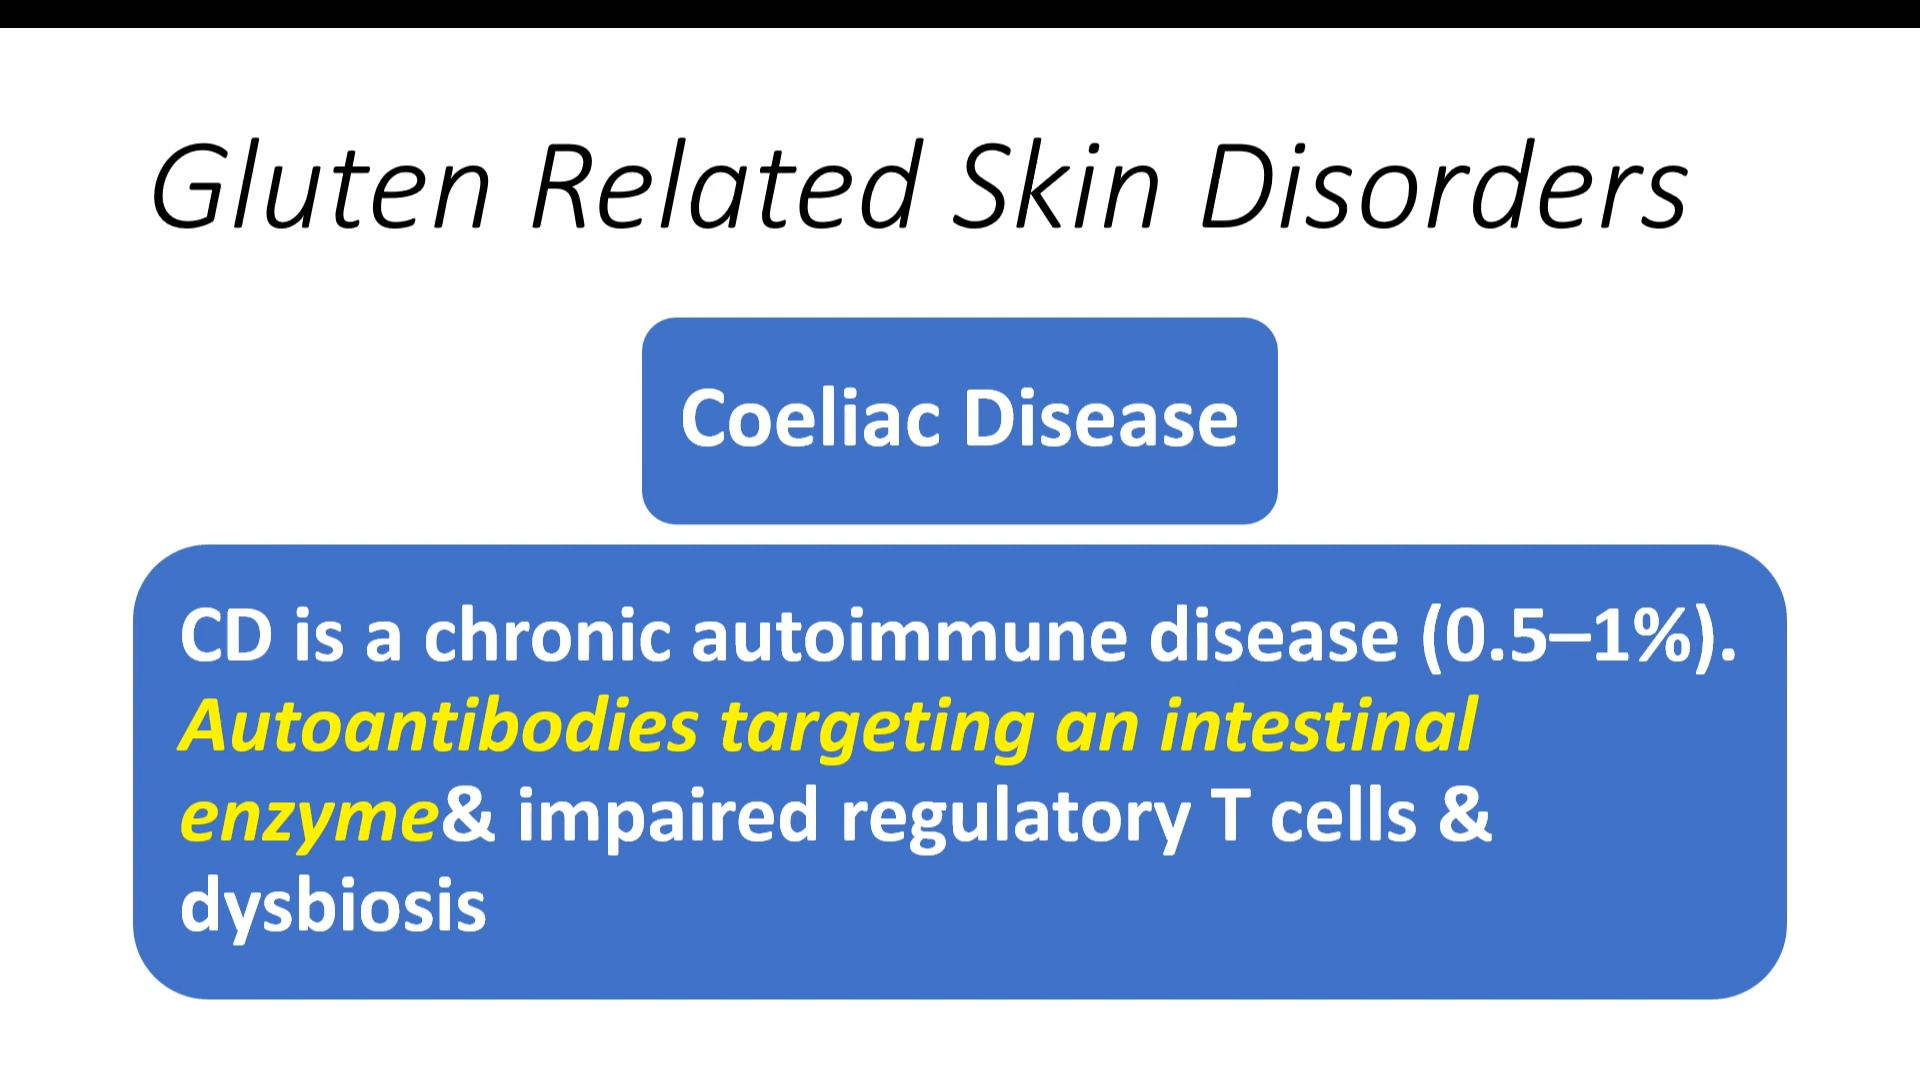 Gluten Related Skin Disorders
Coeliac Disease
CD is a chronic autoimmune disease (0.5–1%).
Autoantibodies targeting an intestinal
enzyme& impaired regulatory T cells &
dysbiosis